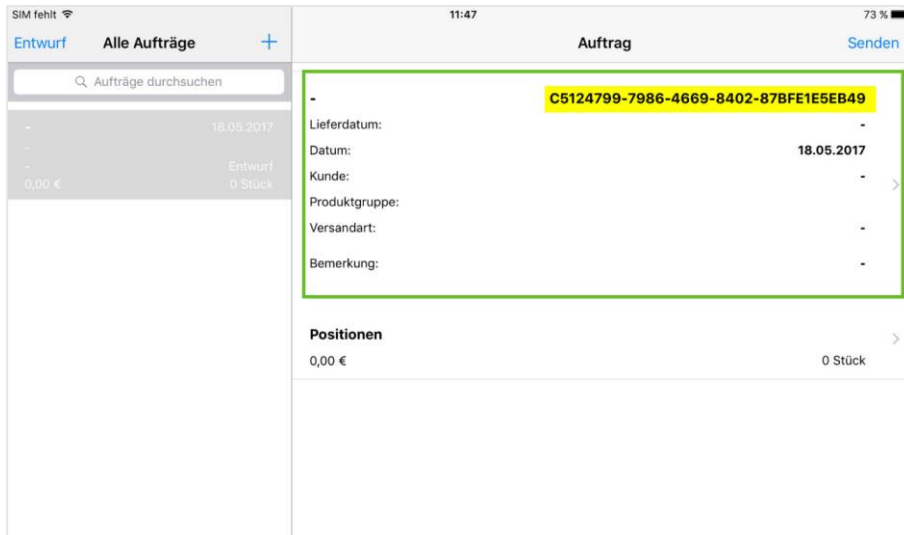 SIM fehlt 11:47 73 %
Entwurf Alle Aufträge +
Aufträge durchsuchen
- 18.05.2017
-
- Entwurf
0,00 € 0 Stück
Auftrag Senden
- C5124799-7986-4669-8402-87BFE1E5EB49
Lieferdatum: -
Datum: 18.05.2017
Kunde: -
Produktgruppe:
Versandart: -
Bemerkung: -
Positionen
0,00 € 0 Stück